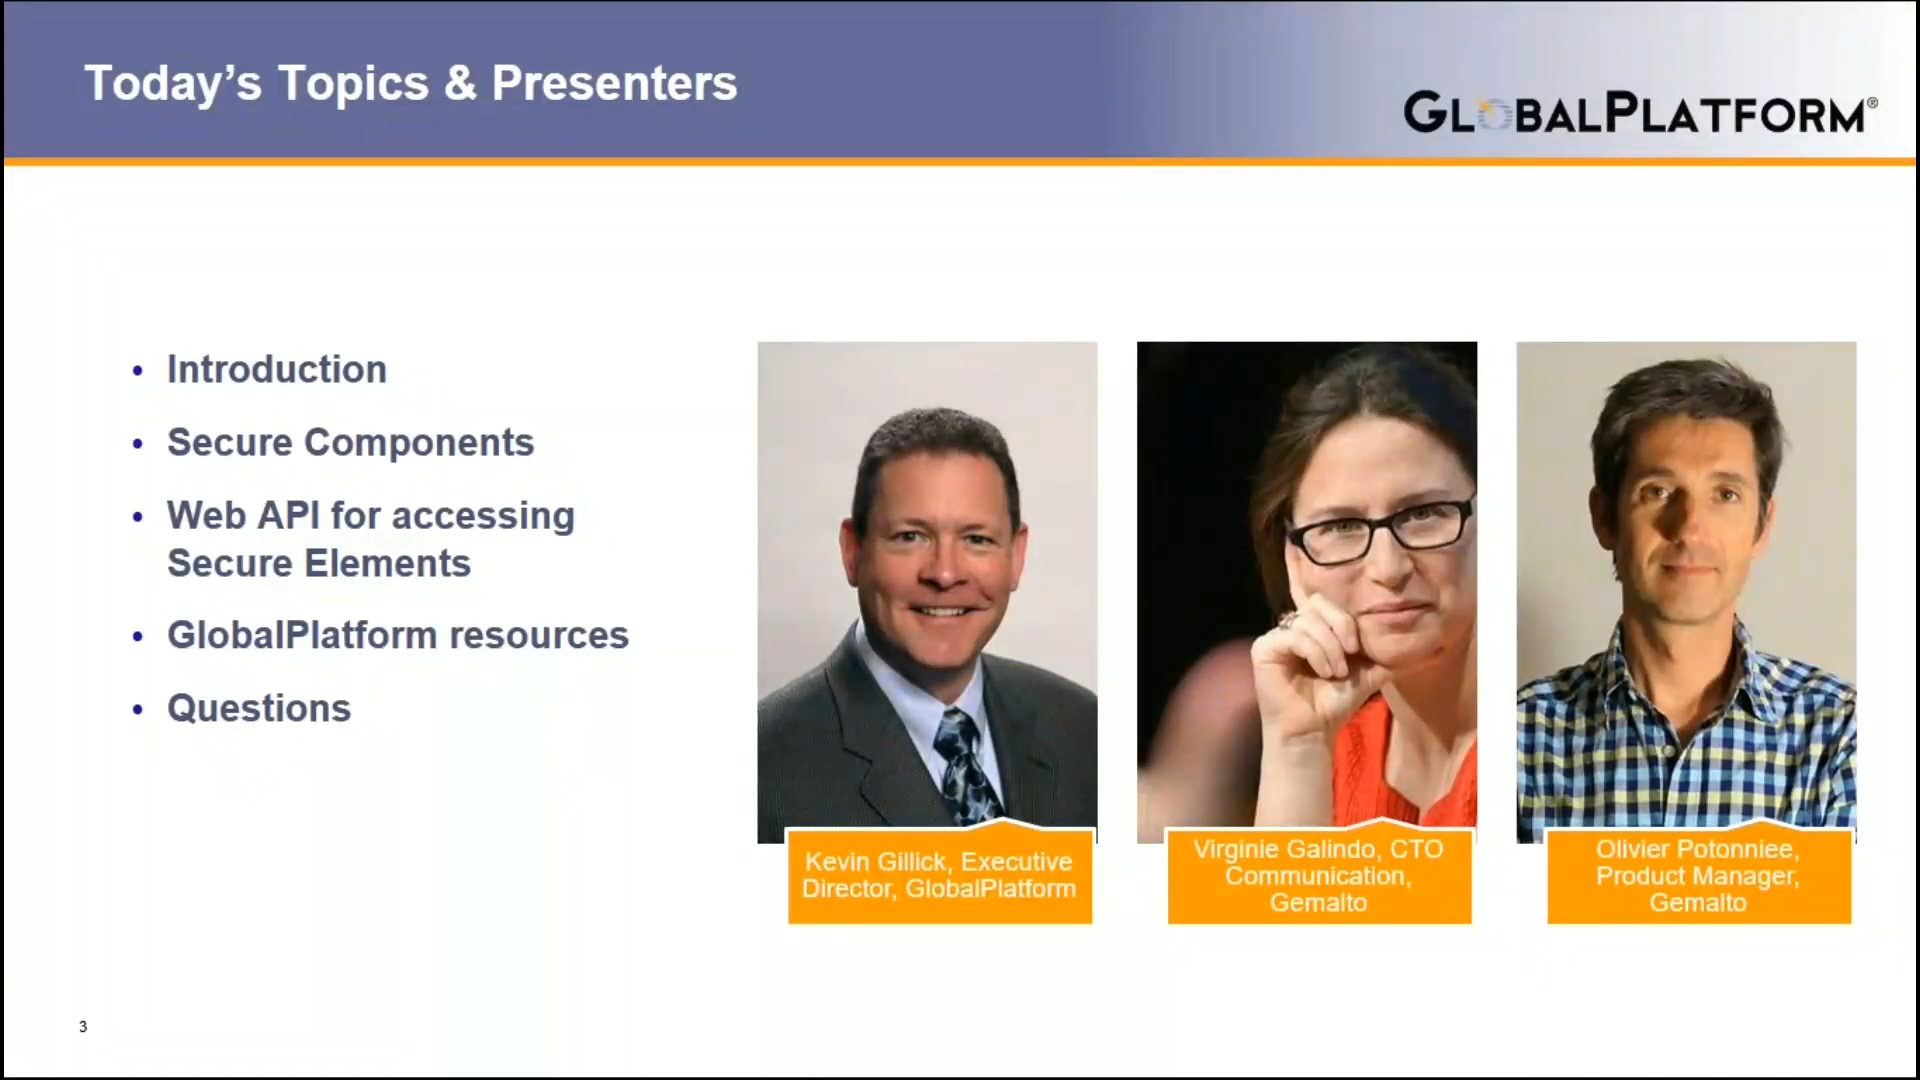 Today’s Topics & Presenters
GLOBALPLATFORM®
• Introduction
• Secure Components
• Web API for accessing
Secure Elements
• GlobalPlatform resources
• Questions
Kevin Gillick, Executive
Director, GlobalPlatform
Virginie Galindo, CTO
Communication,
Gemalto
Olivier Potonniee,
Product Manager,
Gemalto
3